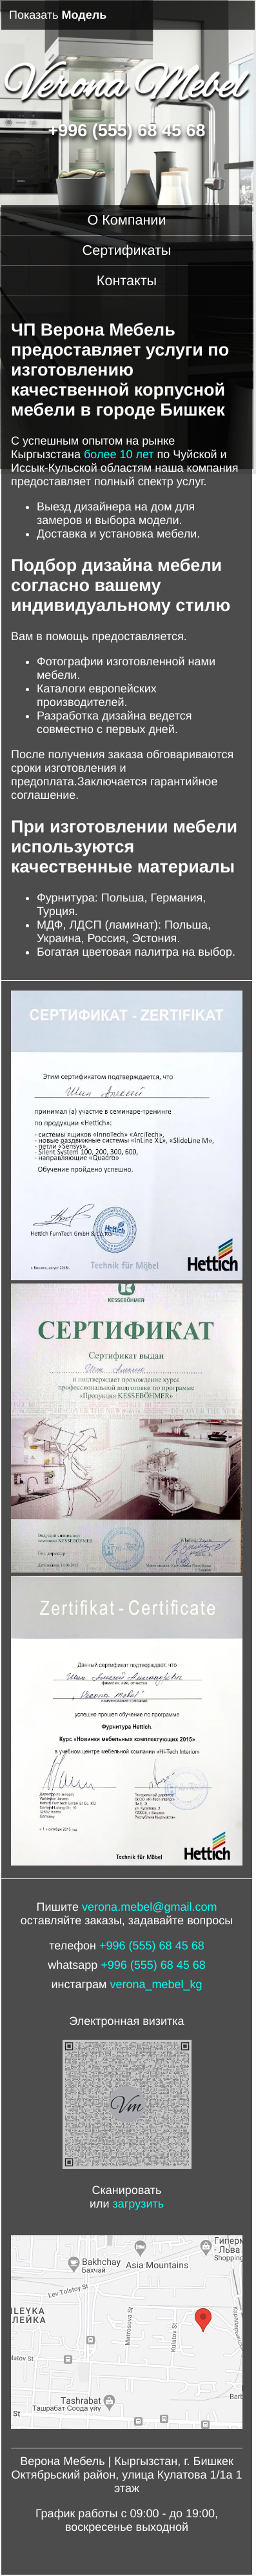 Показать Модель
Verona Mebel
+996 (555) 68 45 68
О Компании
Сертификаты
Контакты
ЧП Верона Мебель
предоставляет услуги по
изготовлению
качественной корпусной
мебели в городе Бишкек
С успешным опытом на рынке
Кыргызстана более 10 лет по Чуйской и
Иссык-Кульской областям наша компания
предоставляет полный спектр услуг.
Выезд дизайнера на дом для
замеров и выбора модели.
Доставка и установка мебели.
Подбор дизайна мебели
согласно вашему
индивидуальному стилю
Вам в помощь предоставляется.
Фотографии изготовленной нами
мебели.
Каталоги европейских
производителей.
Разработка дизайна ведется
совместно с первых дней.
После получения заказа обговариваются
сроки изготовления и
предоплата.Заключается гарантийное
соглашение.
При изготовлении мебели
используются
качественные материалы
Фурнитура: Польша, Германия,
Турция.
МДФ, ЛДСП (ламинат): Польша,
Украина, Россия, Эстония.
Богатая цветовая палитра на выбор.
СЕРТИФИКАТ - ZERTIFIKAT
Этим сертификатом подтверждается, что
Шин Алексей
принимал (а) участие в семинаре-тренинге
по продукции «Hettich»:
- системы ящиков «InnoTech» «ArciTech»,
- новые раздвижные системы «InLine XL», «SlideLine M»,
- петли «Sensys»,
- Silent System 100, 200, 300, 600,
- направляющие «Quadro»
Обучение пройдено успешно.
Hettich FurnTech GmbH & Co. KG
Technik für Möbel
Hettich
KESSEBÖHMER
СЕРТИФИКАТ
Сертификат выдан
и подтверждает прохождение курса
профессиональной подготовки по программе
«Продукция KESSEBÖHMER»
Zertifikat - Certificate
Данный сертификат подтверждает, что
Шин Алексей Александрович
фамилия, имя, отчество
„Verona mebel“
наименование компании
успешно прошел обучение по программе
Фурнитура Hettich.
Курс «Новинки мебельных комплектующих 2015»
в учебном центре мебельной компании «Hi-Tech Interior»
Hettich
Technik für Möbel
Пишите verona.mebel@gmail.com
оставляйте заказы, задавайте вопросы
телефон +996 (555) 68 45 68
whatsapp +996 (555) 68 45 68
инстаграм verona_mebel_kg
Электронная визитка
Vm
Сканировать
или загрузить
Гиперм
- Льва
Shopping
Bakhchay
Бахчай
Asia Mountains
Lev Tolstoy St
ILEYKA
ЛЕЙКА
Matrosova St
Kulatov St
latov St
Barb
Tashrabat
Ташрабат Соода үйү
St
Верона Мебель | Кыргызстан, г. Бишкек
Октябрьский район, улица Кулатова 1/1а 1
этаж
График работы с 09:00 - до 19:00,
воскресенье выходной